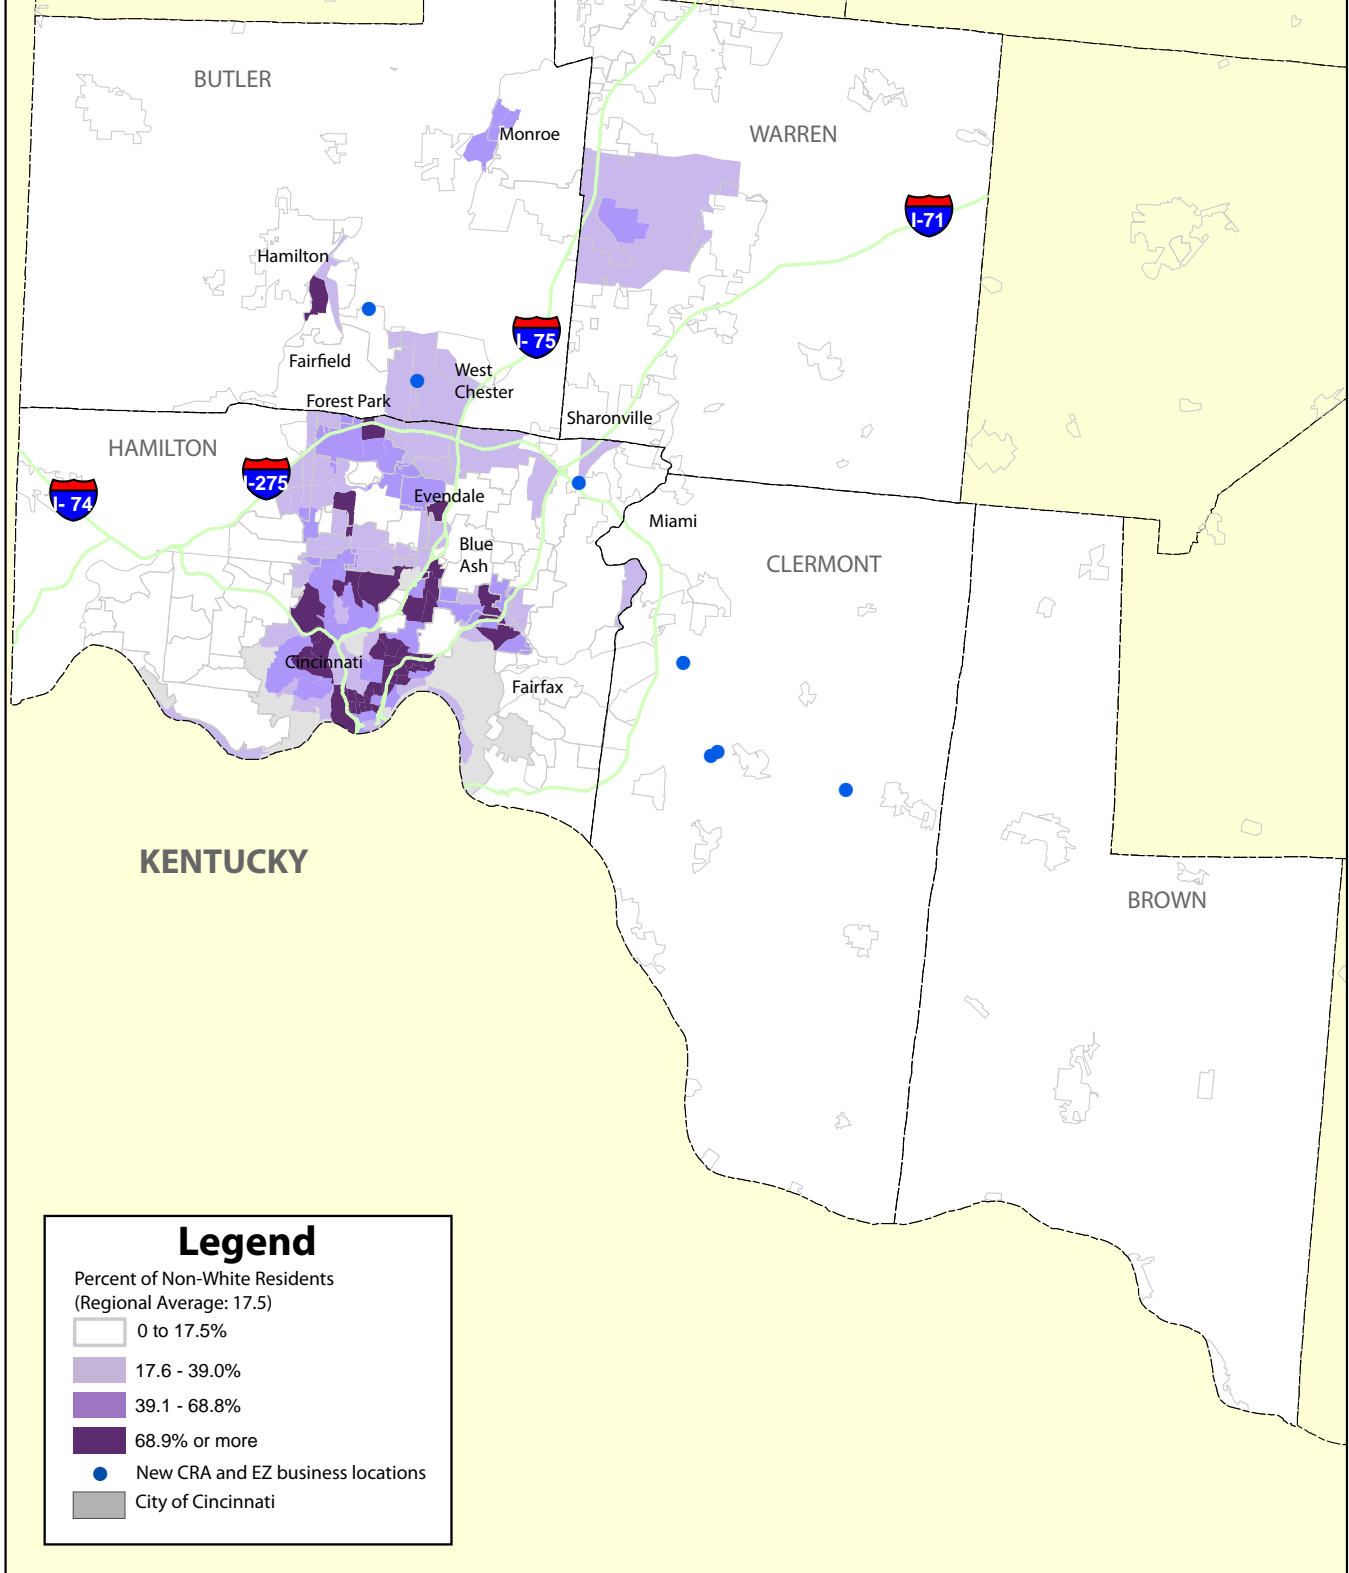 BUTLER
Monroe
WARREN
I-71
Hamilton
I- 75
Fairfield
West
Chester
Forest Park
Sharonville
HAMILTON
I-275
I- 74
Evendale
Miami
Blue
Ash
CLERMONT
Cincinnati
Fairfax
KENTUCKY
BROWN
Legend
Percent of Non-White Residents
(Regional Average: 17.5)
0 to 17.5%
17.6 - 39.0%
39.1 - 68.8%
68.9% or more
New CRA and EZ business locations
City of Cincinnati